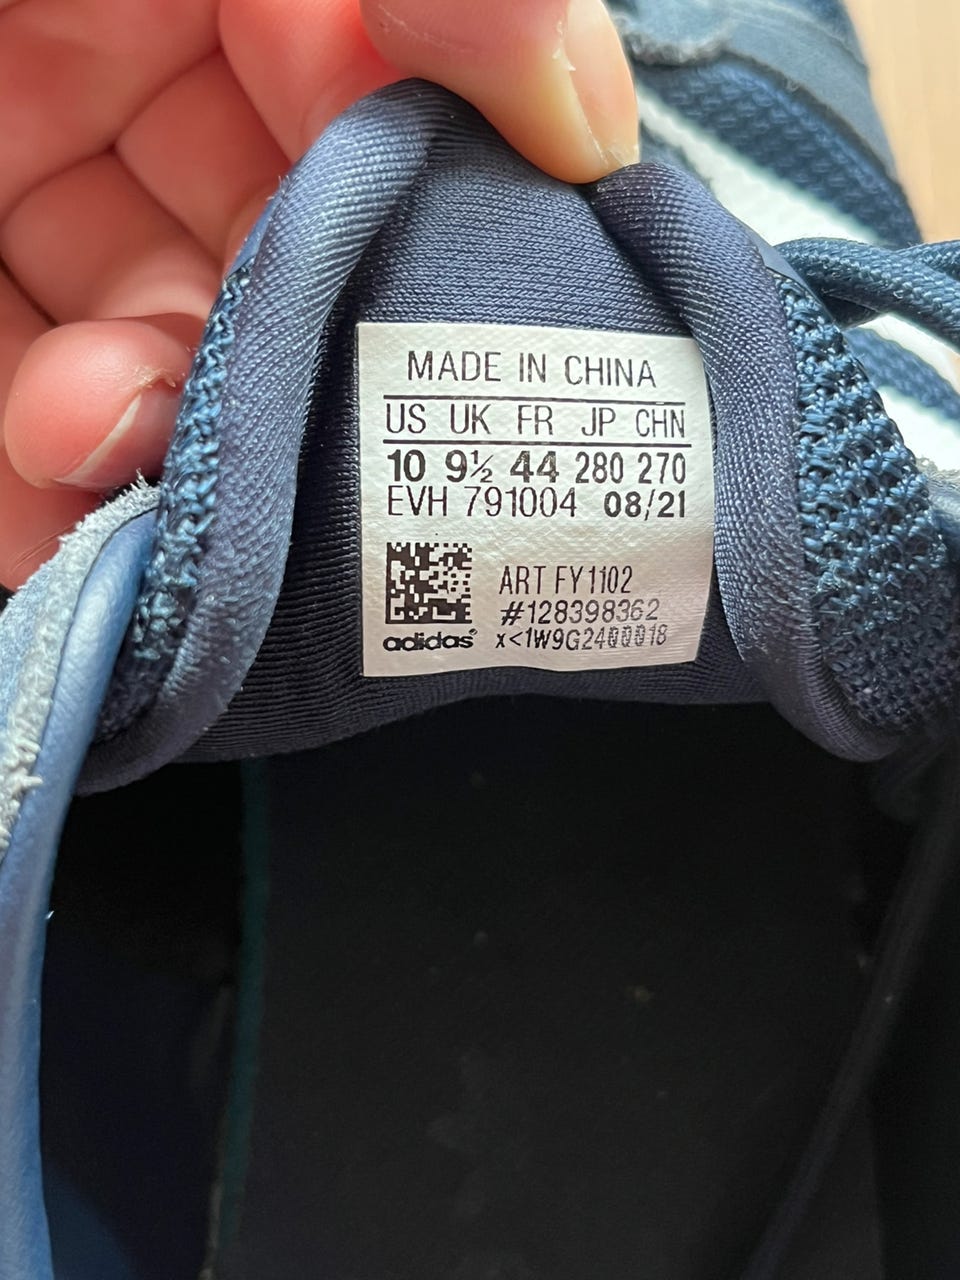 MADE IN CHINA
US UK FR JP CHN
10 9½ 44 280 270
EVH 791004 08/21
ART FY1102
#128398362
adidas® x<1W9G2400018